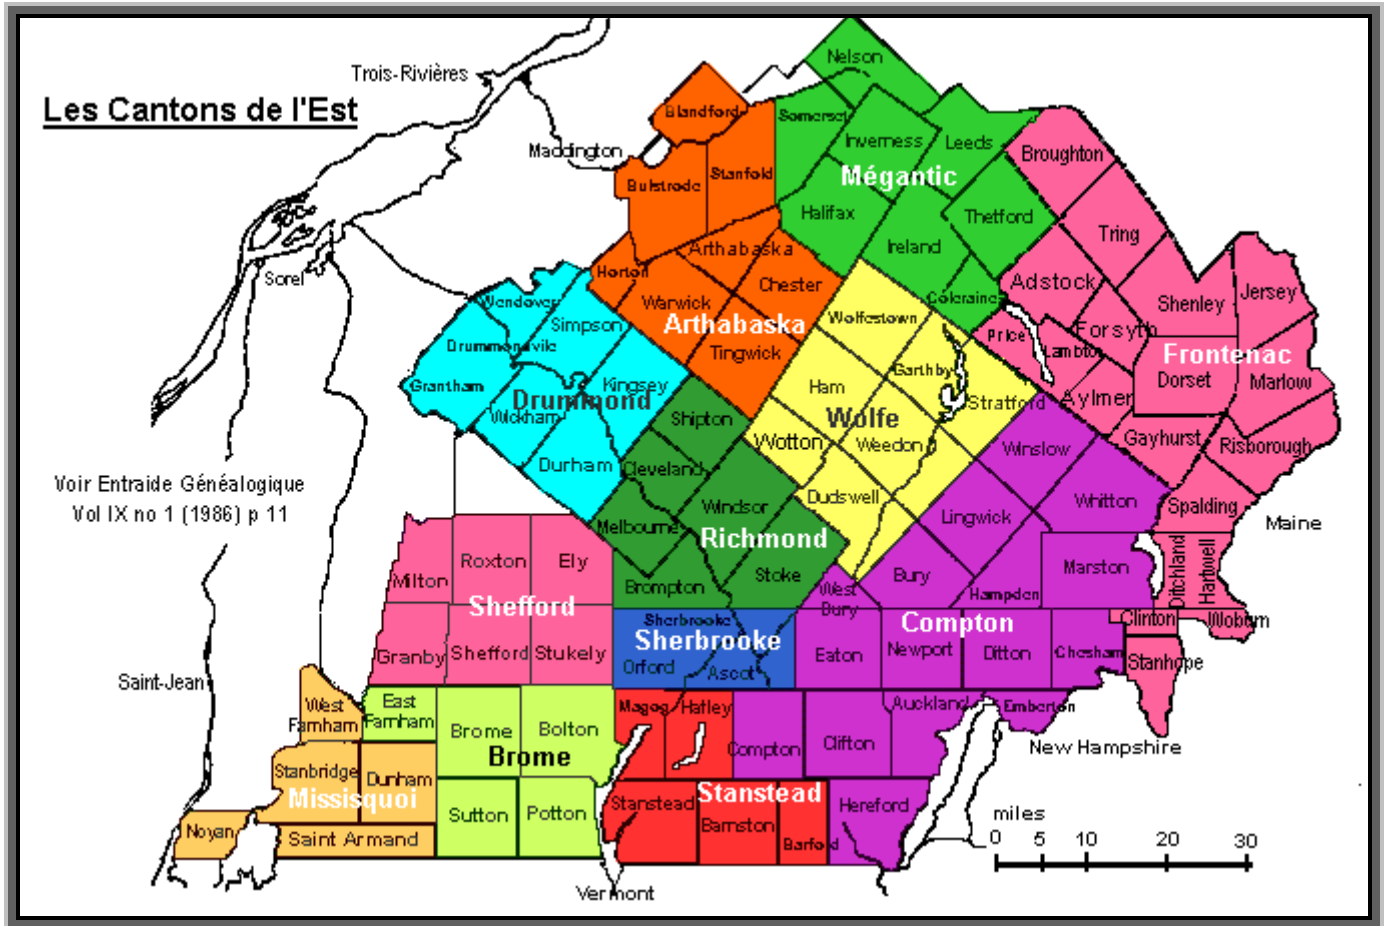 Les Cantons de l'Est
Trois-Rivières
Maddington
Sorel
Voir Entraide Généalogique
Vol IX no 1 (1986) p 11
Saint-Jean
Nelson
Blandford
Somerset
Inverness
Leeds
Broughton
Bulstrode
Stanfold
Mégantic
Halifax
Thetford
Tring
Ireland
Arthabaska
Horton
Chester
Adstock
Coleraine
Shenley
Jersey
Warwick
Arthabaska
Wolfestown
Price
Forsyth
Lambton
Frontenac
Tingwick
Wendover
Simpson
Drummondvile
Grantham
Kingsey
Drummond
Wickham
Durham
Garthby
Ham
Stratford
Aylmer
Dorset
Marlow
Wolfe
Wotton
Weedon
Gayhurst
Risborough
Shipton
Cleveland
Windsor
Dudswell
Winslow
Whitton
Lingwick
Spalding
Maine
Melbourne
Richmond
Brompton
Stoke
West
Bury
Bury
Hampden
Marston
Ditchland
Hartwell
Clinton
Woburn
Stanhope
Milton
Roxton
Ely
Shefford
Granby
Shefford
Stukely
Sherbrooke
Sherbrooke
Orford
Ascot
Compton
Eaton
Newport
Ditton
Chesham
West
Farnham
East
Farnham
Brome
Bolton
Brome
Magog
Hatley
Compton
Clifton
Auckland
Emberton
New Hampshire
Stanbridge
Dunham
Missisquoi
Sutton
Potton
Stanstead
Stanstead
Barnston
Barford
Hereford
Noyan
Saint Armand
Vermont
miles
0 5 10 20 30